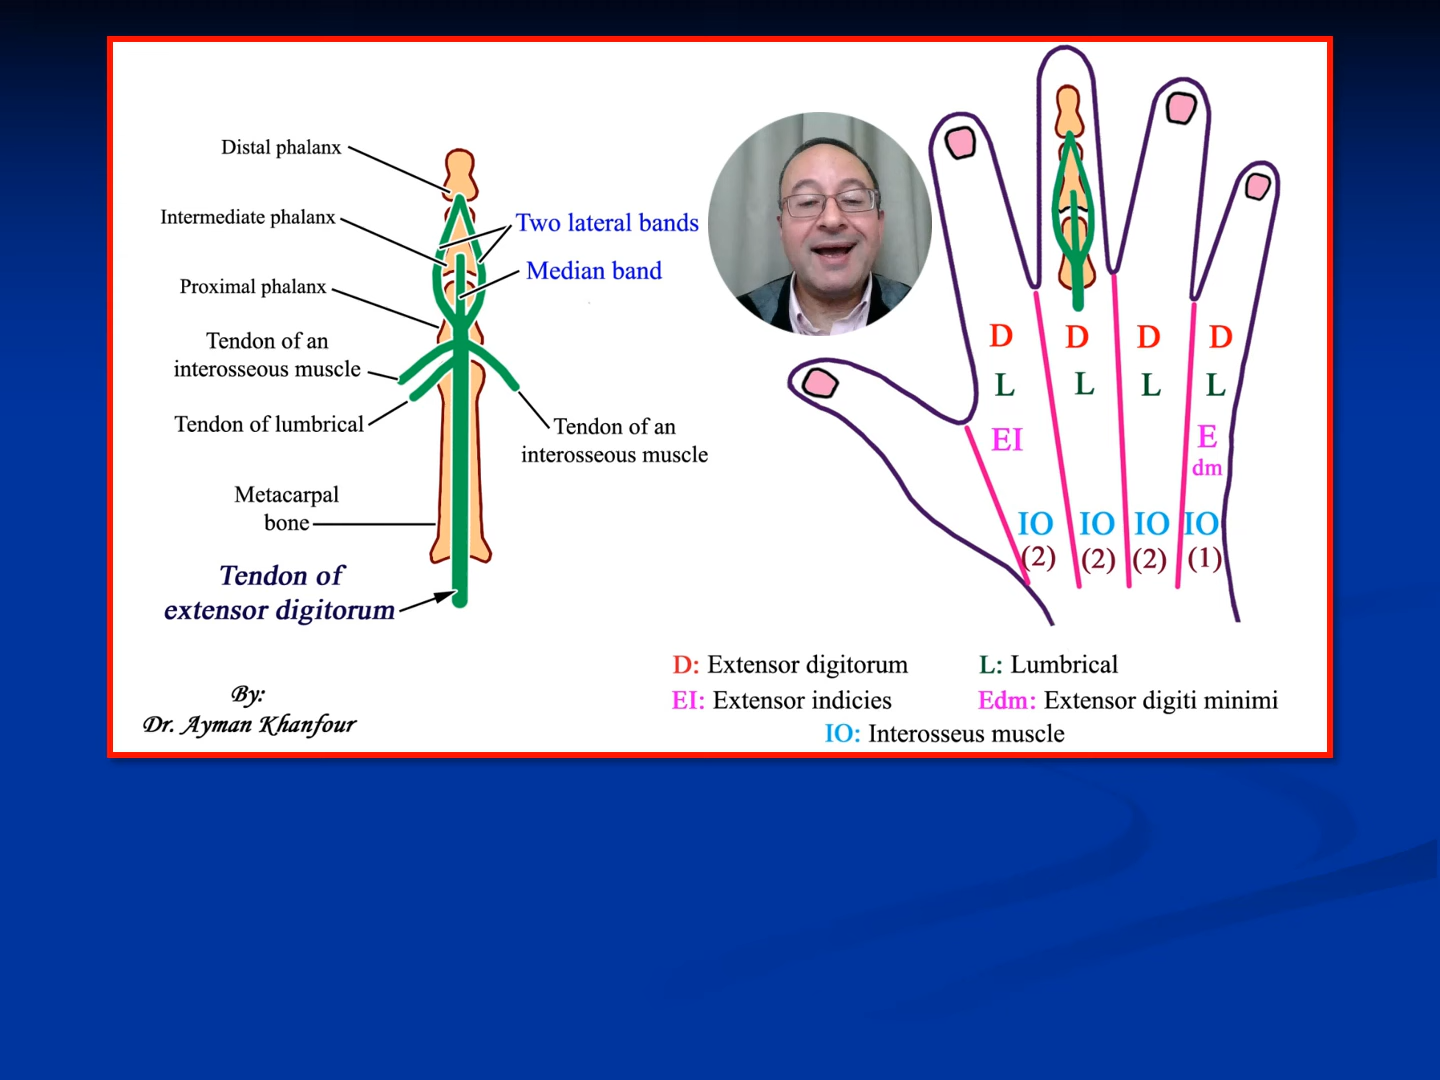 Distal phalanx
Intermediate phalanx
Two lateral bands
Median band
Proximal phalanx
Tendon of an
interosseous muscle
Tendon of lumbrical
Tendon of an
interosseous muscle
Metacarpal
bone
Tendon of
extensor digitorum
By:
Dr. Ayman Khanfour
D D D D
L L L L
EI E
dm
IO IO IO IO
(2) (2) (2) (1)
D: Extensor digitorum L: Lumbrical
EI: Extensor indicies Edm: Extensor digiti minimi
IO: Interosseus muscle